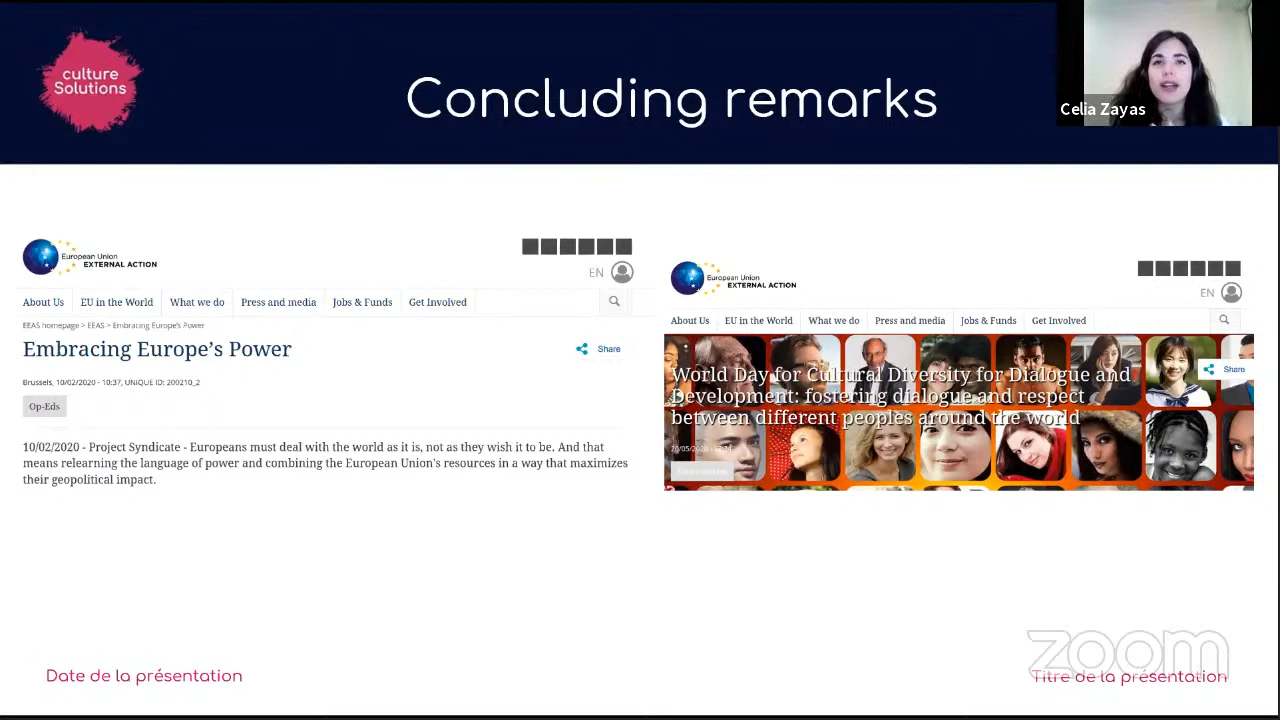 culture
Solutions
Concluding remarks
Celia Zayas
European Union
EXTERNAL ACTION
EN
About Us
EU in the World
What we do
Press and media
Jobs & Funds
Get Involved
EEAS homepage > EEAS > Embracing Europe's Power
Embracing Europe's Power
Share
Brussels, 10/02/2020 - 10:37, UNIQUE ID: 200210_2
Op-Eds
10/02/2020 - Project Syndicate - Europeans must deal with the world as it is, not as they wish it to be. And that
means relearning the language of power and combining the European Union's resources in a way that maximizes
their geopolitical impact.
European Union
EXTERNAL ACTION
EN
About Us
EU in the World
What we do
Press and media
Jobs & Funds
Get Involved
World Day for Cultural Diversity for Dialogue and
Development: fostering dialogue and respect
between different peoples around the world
Share
Date de la présentation
zoom
Titre de la présentation